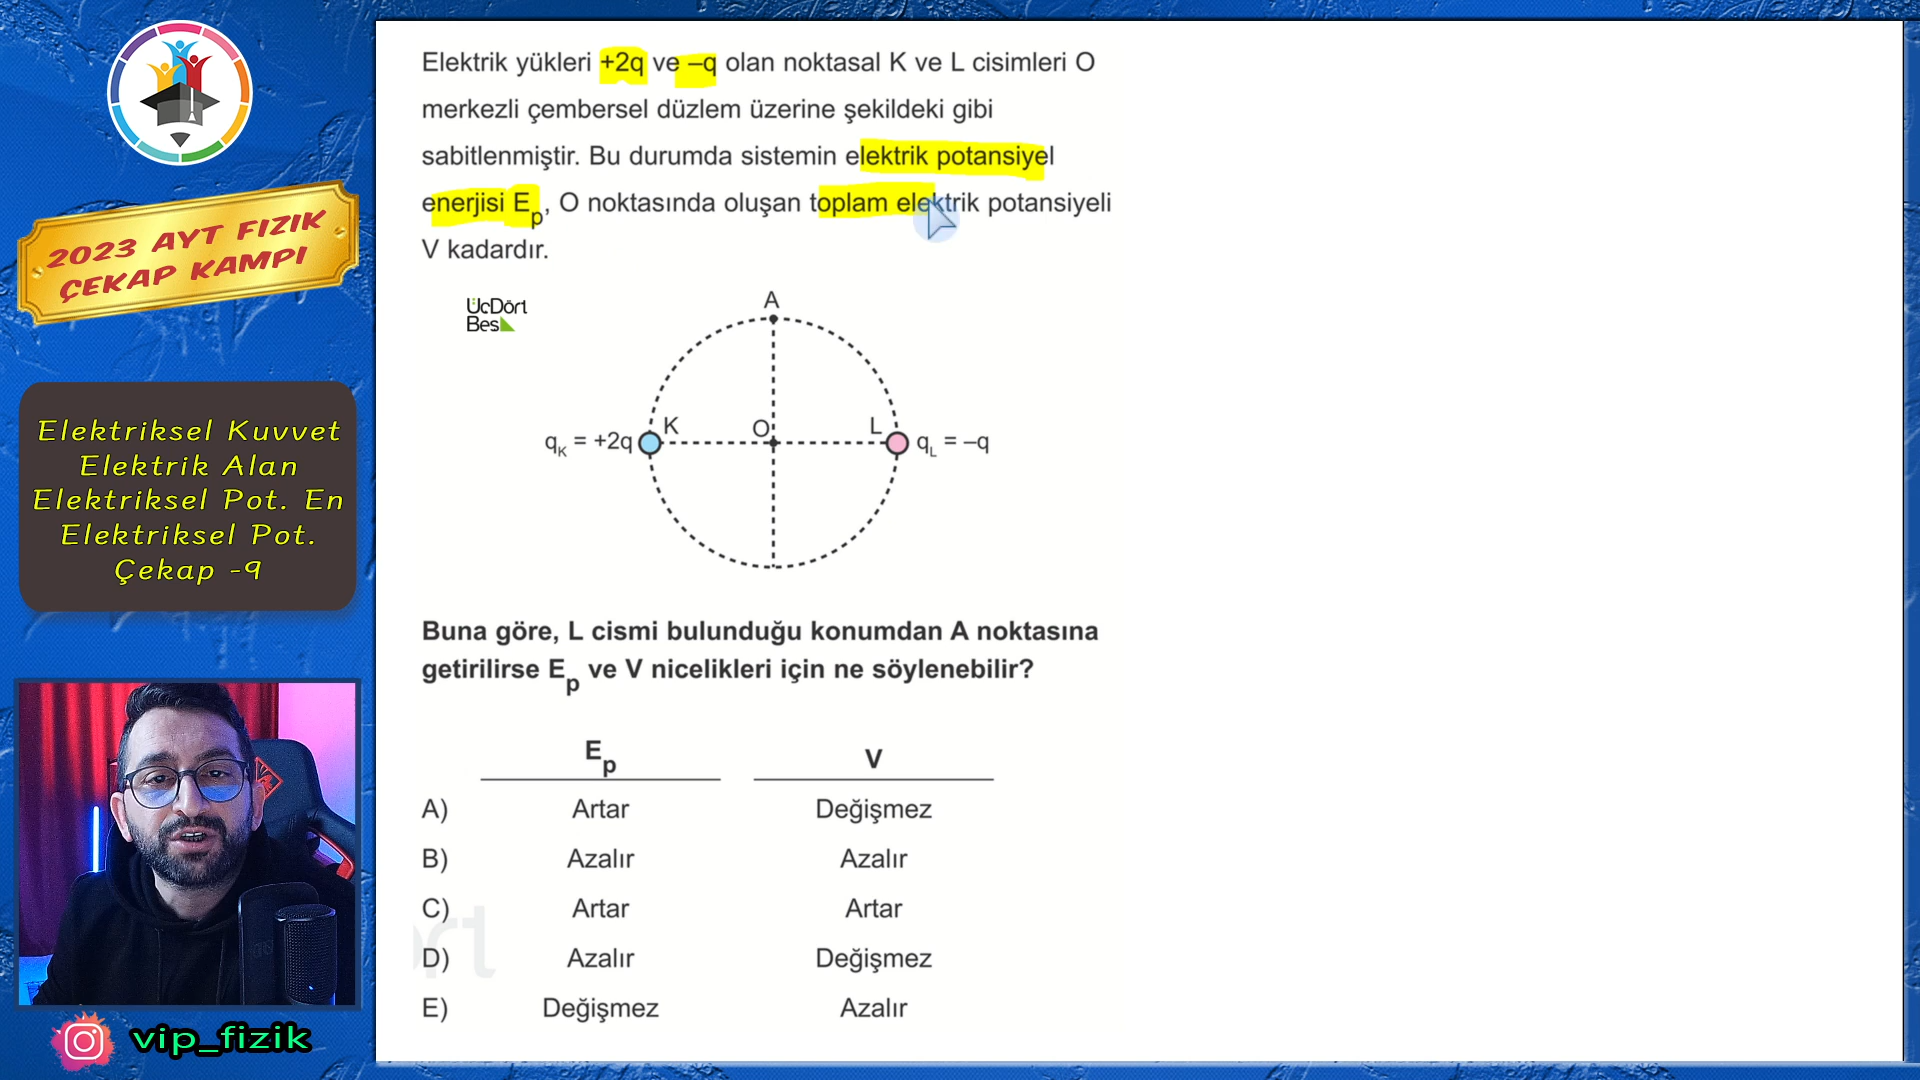 2023 AYT FIZIK
ÇEKAP KAMPI
Elektriksel Kuvvet
Elektrik Alan
Elektriksel Pot. En
Elektriksel Pot.
Çekap -9
vip_fizik
Elektrik yükleri +2q ve –q olan noktasal K ve L cisimleri O
merkezli çembersel düzlem üzerine şekildeki gibi
sabitlenmiştir. Bu durumda sistemin elektrik potansiyel
enerjisi Ep, O noktasında oluşan toplam elektrik potansiyeli
V kadardır.
ÜçDört
Beş
A
K
O
L
qK = +2q
qL = –q
Buna göre, L cismi bulunduğu konumdan A noktasına
getirilirse Ep ve V nicelikleri için ne söylenebilir?
Ep V
A) Artar Değişmez
B) Azalır Azalır
C) Artar Artar
D) Azalır Değişmez
E) Değişmez Azalır